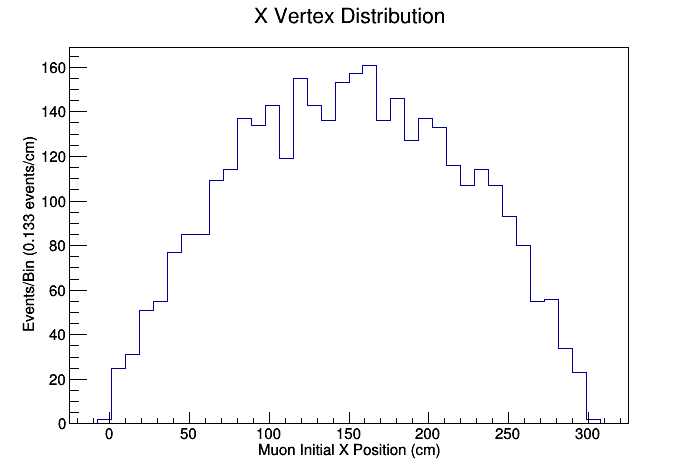 X Vertex Distribution
Events/Bin (0.133 events/cm)
160
140
120
100
80
60
40
20
0
0 50 100 150 200 250 300
Muon Initial X Position (cm)